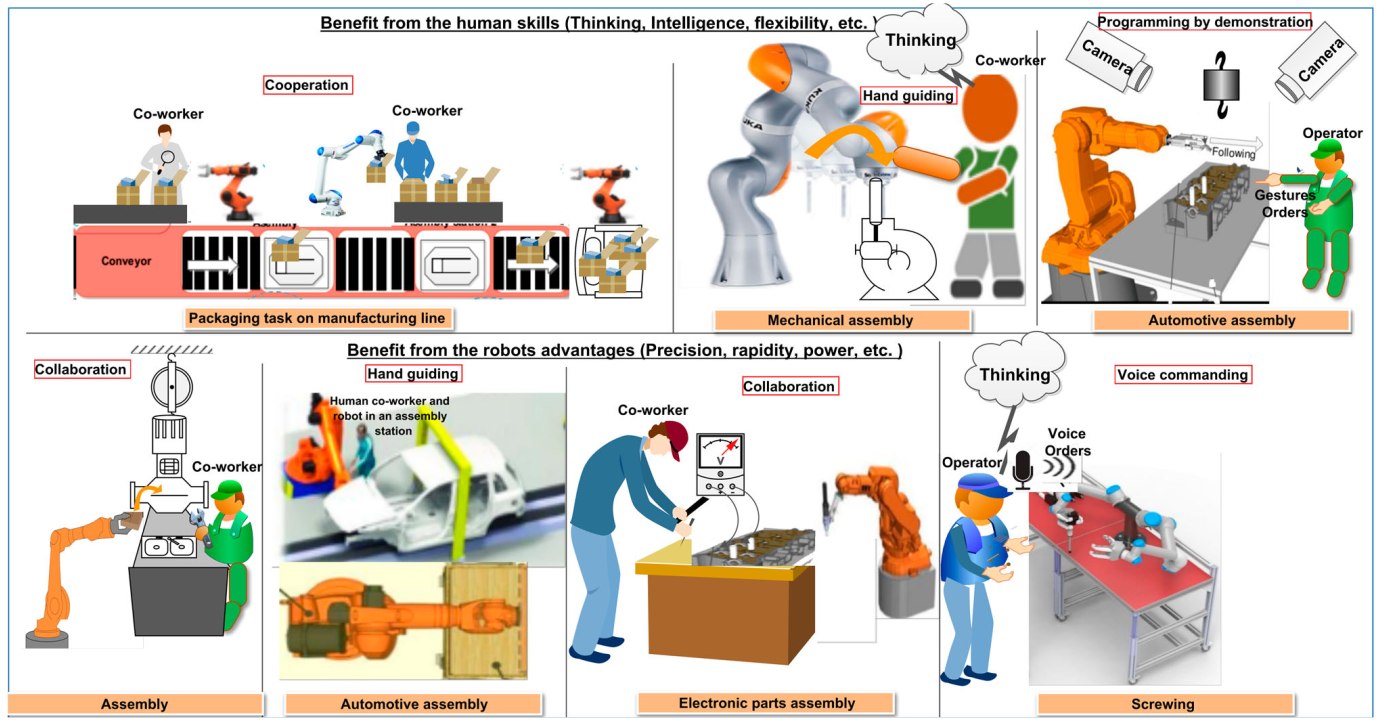 Benefit from the human skills (Thinking, Intelligence, flexibility, etc. )
Cooperation
Co-worker
Co-worker
Conveyor
Packaging task on manufacturing line
Thinking
Co-worker
Hand guiding
KUKA
KUKA
Mechanical assembly
Programming by demonstration
Camera
Camera
Operator
Following
Gestures
Orders
Automotive assembly
Benefit from the robots advantages (Precision, rapidity, power, etc. )
Collaboration
Co-worker
Assembly
Hand guiding
Human co-worker and
robot in an assembly
station
Automotive assembly
Collaboration
Co-worker
V
Electronic parts assembly
Thinking
Voice commanding
Voice
Orders
Operator
Screwing